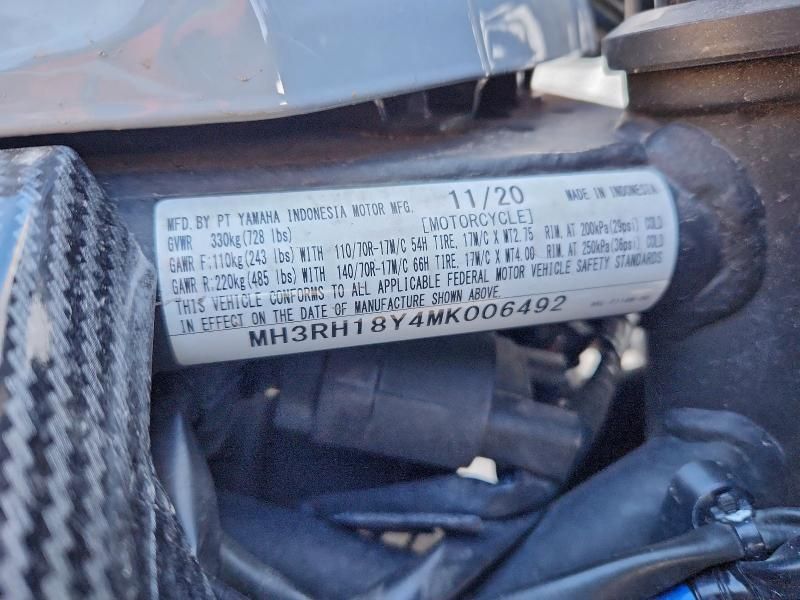 MFD. BY PT YAMAHA INDONESIA MOTOR MFG. 11/20 MADE IN INDONESIA
GVWR 330kg(728 lbs) [MOTORCYCLE]
GAWR F:110kg(243 lbs) WITH 110/70R-17M/C 54H TIRE, 17M/C X MT2.75 RIM, AT 200kPa(29psi) COLD
GAWR R:220kg(485 lbs) WITH 140/70R-17M/C 66H TIRE, 17M/C X MT4.00 RIM, AT 250kPa(36psi) COLD
THIS VEHICLE CONFORMS TO ALL APPLICABLE FEDERAL MOTOR VEHICLE SAFETY STANDARDS
IN EFFECT ON THE DATE OF MANUFACTURE SHOWN ABOVE.
MH3RH18Y4MK006492